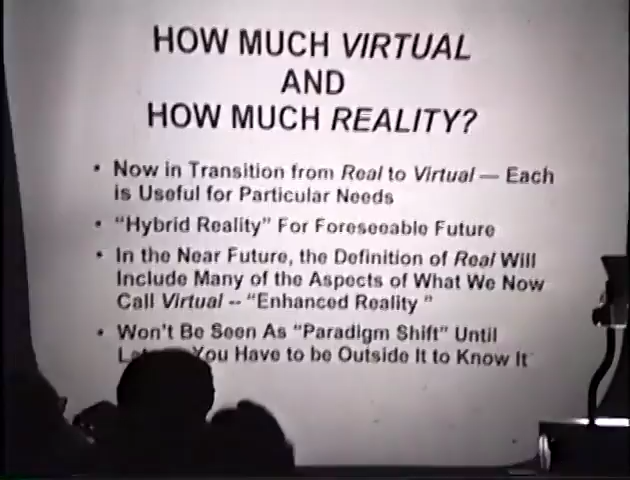 HOW MUCH VIRTUAL
AND
HOW MUCH REALITY?
• Now in Transition from Real to Virtual — Each
is Useful for Particular Needs
• "Hybrid Reality" For Foreseeable Future
• In the Near Future, the Definition of Real Will
Include Many of the Aspects of What We Now
Call Virtual -- "Enhanced Reality "
• Won't Be Seen As "Paradigm Shift" Until
You Have to be Outside It to Know It